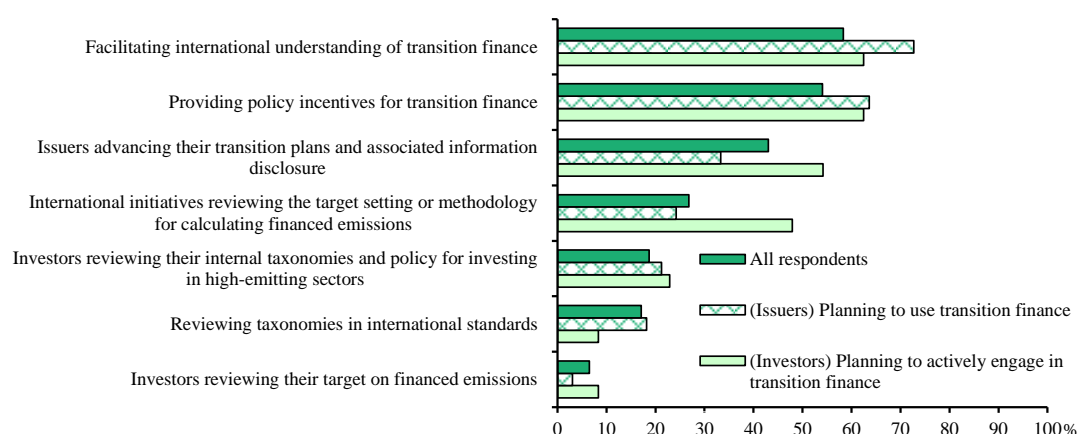 Facilitating international understanding of transition finance
Providing policy incentives for transition finance
Issuers advancing their transition plans and associated information
disclosure
International initiatives reviewing the target setting or methodology
for calculating financed emissions
Investors reviewing their internal taxonomies and policy for investing
in high-emitting sectors
Reviewing taxonomies in international standards
Investors reviewing their target on financed emissions
All respondents
(Issuers) Planning to use transition finance
(Investors) Planning to actively engage in
transition finance
0 10 20 30 40 50 60 70 80 90 100%